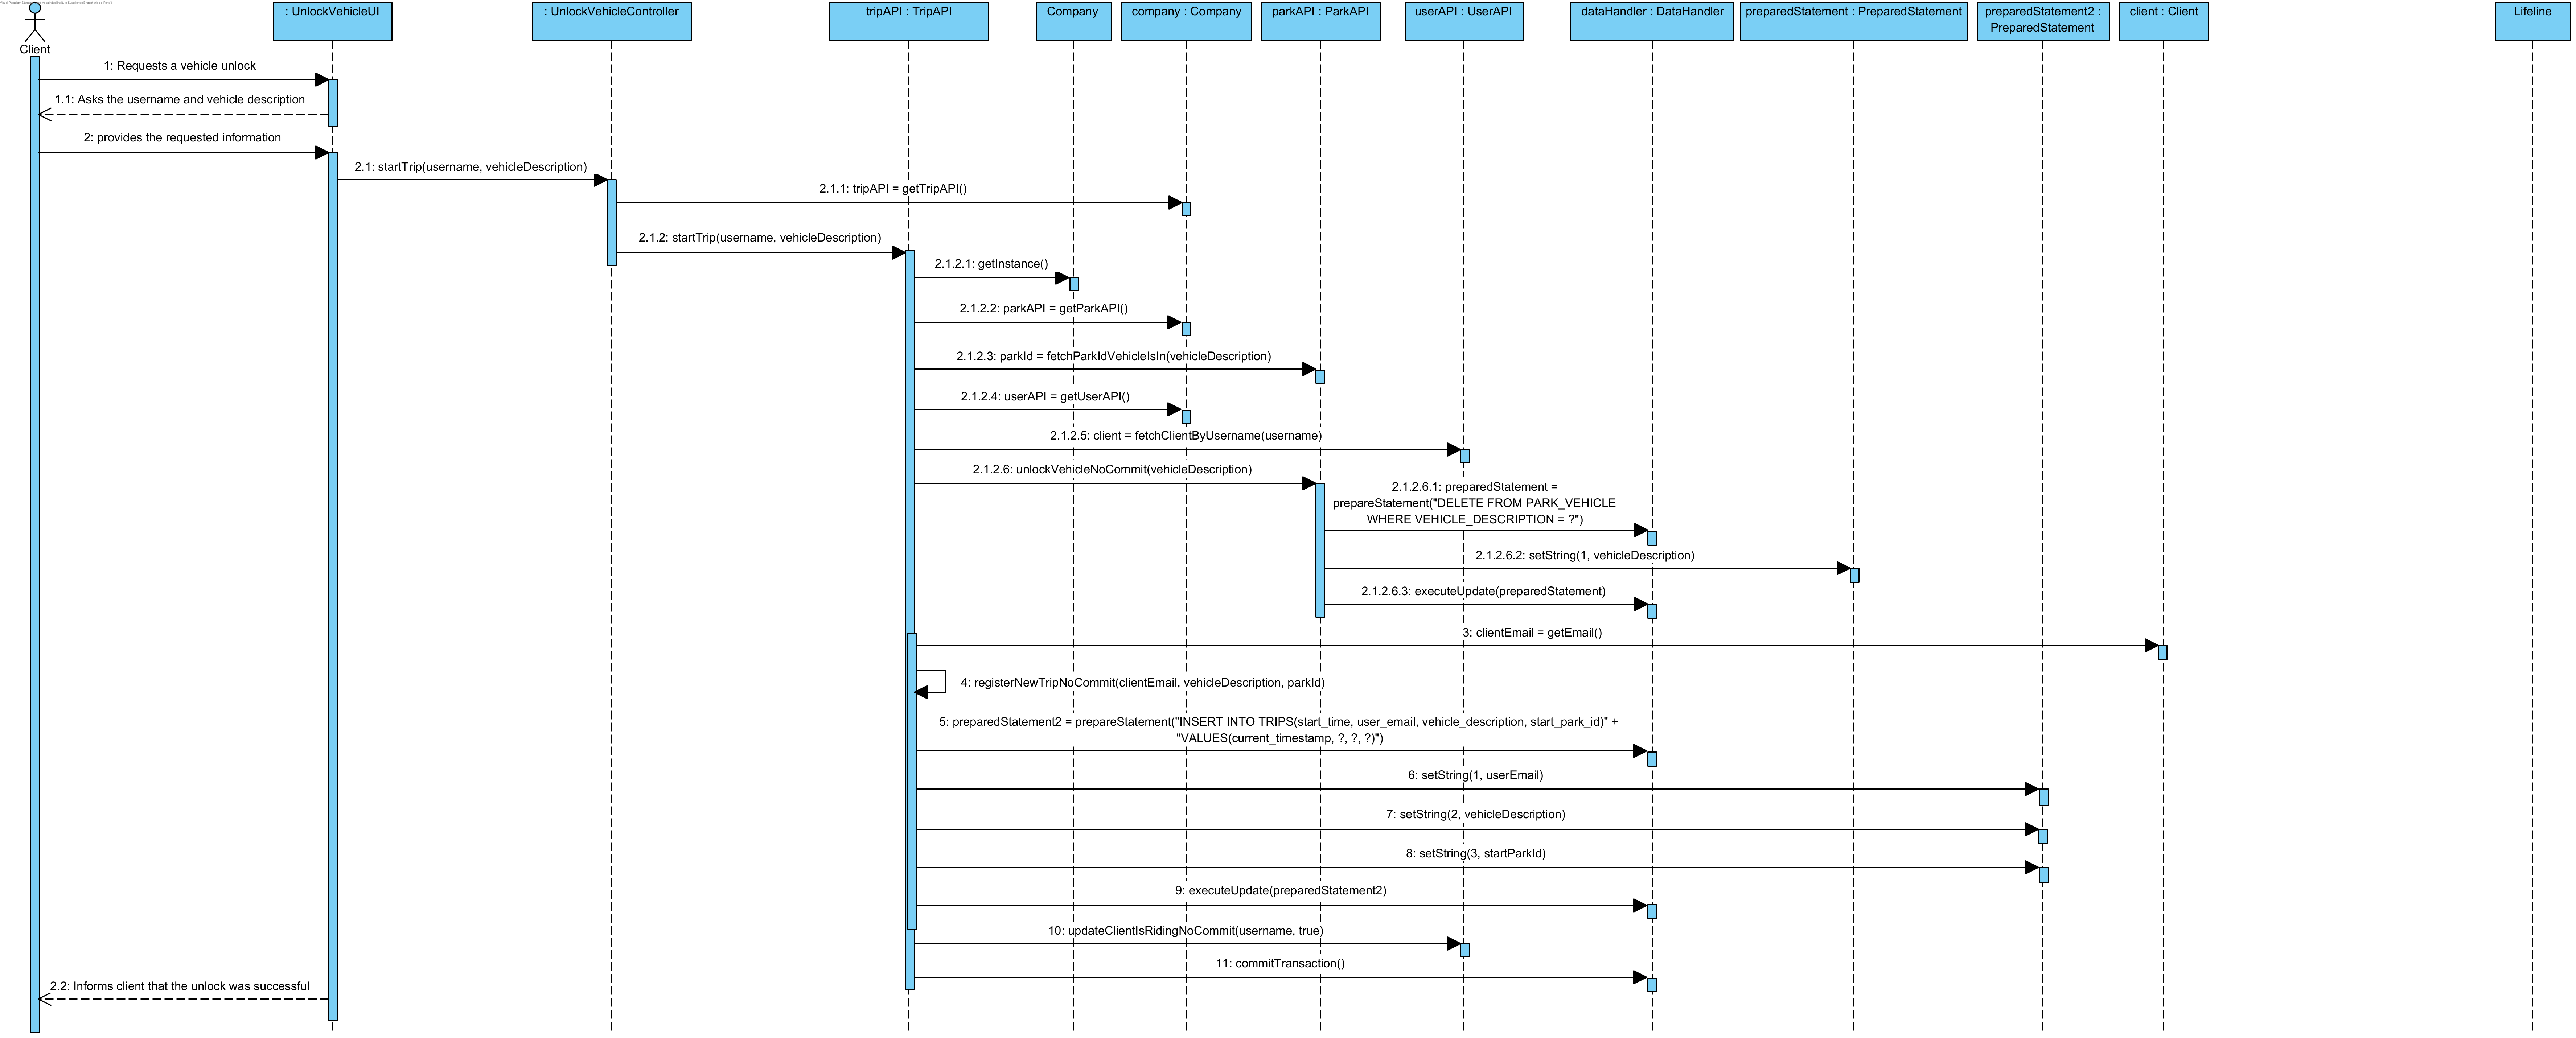 : UnlockVehicleUI
: UnlockVehicleController
tripAPI : TripAPI
Company
company : Company
parkAPI : ParkAPI
userAPI : UserAPI
dataHandler : DataHandler
preparedStatement : PreparedStatement
preparedStatement2 :
PreparedStatement
client : Client
Lifeline
Client
1: Requests a vehicle unlock
1.1: Asks the username and vehicle description
2: provides the requested information
2.1: startTrip(username, vehicleDescription)
2.1.1: tripAPI = getTripAPI()
2.1.2: startTrip(username, vehicleDescription)
2.1.2.1: getInstance()
2.1.2.2: parkAPI = getParkAPI()
2.1.2.3: parkId = fetchParkIdVehicleIsIn(vehicleDescription)
2.1.2.4: userAPI = getUserAPI()
2.1.2.5: client = fetchClientByUsername(username)
2.1.2.6: unlockVehicleNoCommit(vehicleDescription)
2.1.2.6.1: preparedStatement =
prepareStatement("DELETE FROM PARK_VEHICLE
WHERE VEHICLE_DESCRIPTION = ?")
2.1.2.6.2: setString(1, vehicleDescription)
2.1.2.6.3: executeUpdate(preparedStatement)
3: clientEmail = getEmail()
4: registerNewTripNoCommit(clientEmail, vehicleDescription, parkId)
5: preparedStatement2 = prepareStatement("INSERT INTO TRIPS(start_time, user_email, vehicle_description, start_park_id)" +
"VALUES(current_timestamp, ?, ?, ?)")
6: setString(1, userEmail)
7: setString(2, vehicleDescription)
8: setString(3, startParkId)
9: executeUpdate(preparedStatement2)
10: updateClientIsRidingNoCommit(username, true)
11: commitTransaction()
2.2: Informs client that the unlock was successful